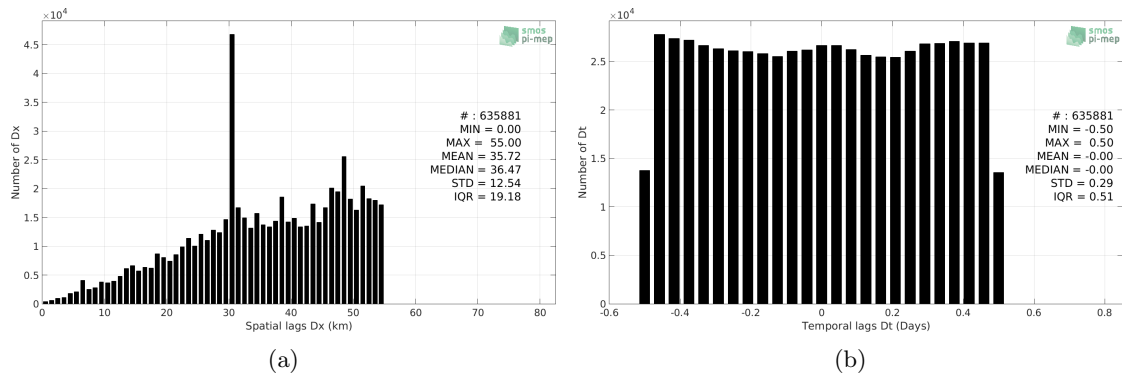 ×10⁴
4.5
4
3.5
3
2.5
2
1.5
1
0.5
0
Number of Dx
smos
pi-mep
# : 635881
MIN = 0.00
MAX = 55.00
MEAN = 35.72
MEDIAN = 36.47
STD = 12.54
IQR = 19.18
0 10 20 30 40 50 60 70 80
Spatial lags Dx (km)
(a)
×10⁴
2.5
2
1.5
1
0.5
0
Number of Dt
smos
pi-mep
# : 635881
MIN = -0.50
MAX = 0.50
MEAN = -0.00
MEDIAN = -0.00
STD = 0.29
IQR = 0.51
-0.6 -0.4 -0.2 0 0.2 0.4 0.6 0.8
Temporal lags Dt (Days)
(b)